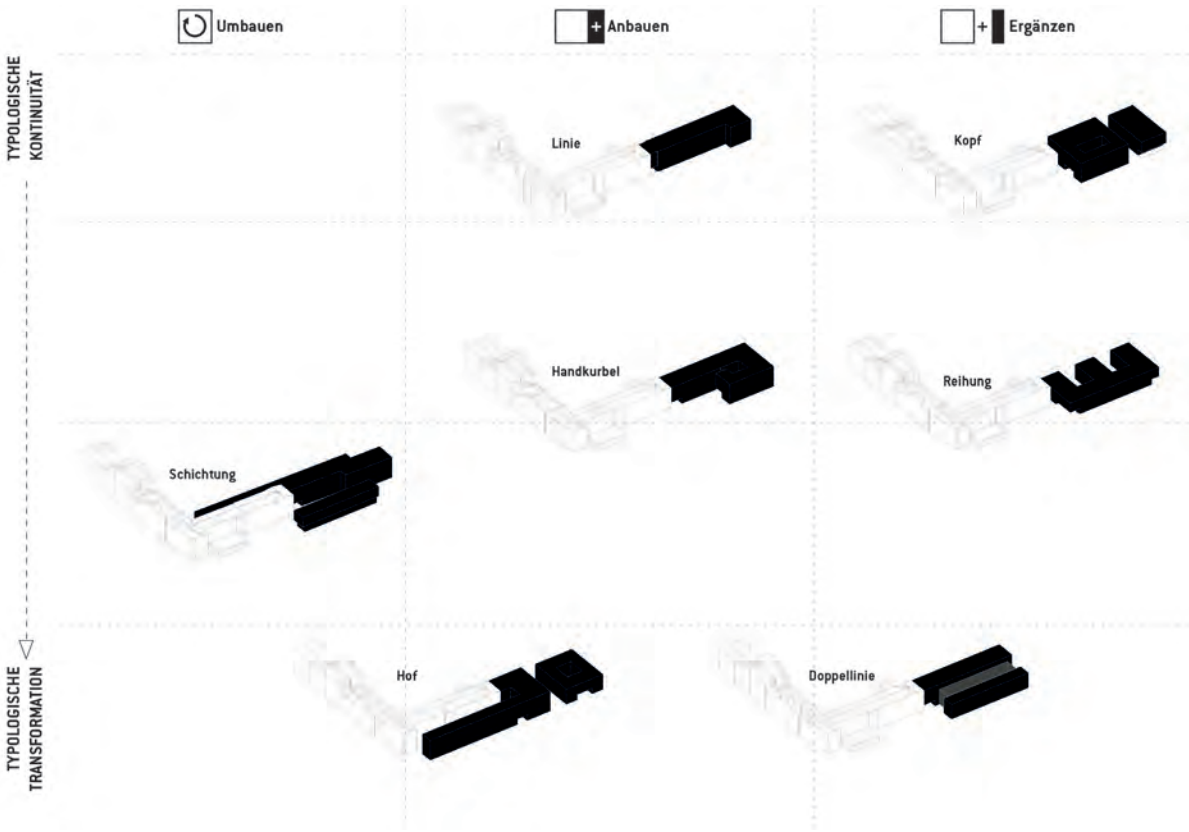 Umbauen
+ Anbauen
+ Ergänzen
TYPOLOGISCHE
KONTINUITÄT
Linie
Kopf
Handkurbel
Reihung
Schichtung
Hof
Doppellinie
TYPOLOGISCHE
TRANSFORMATION